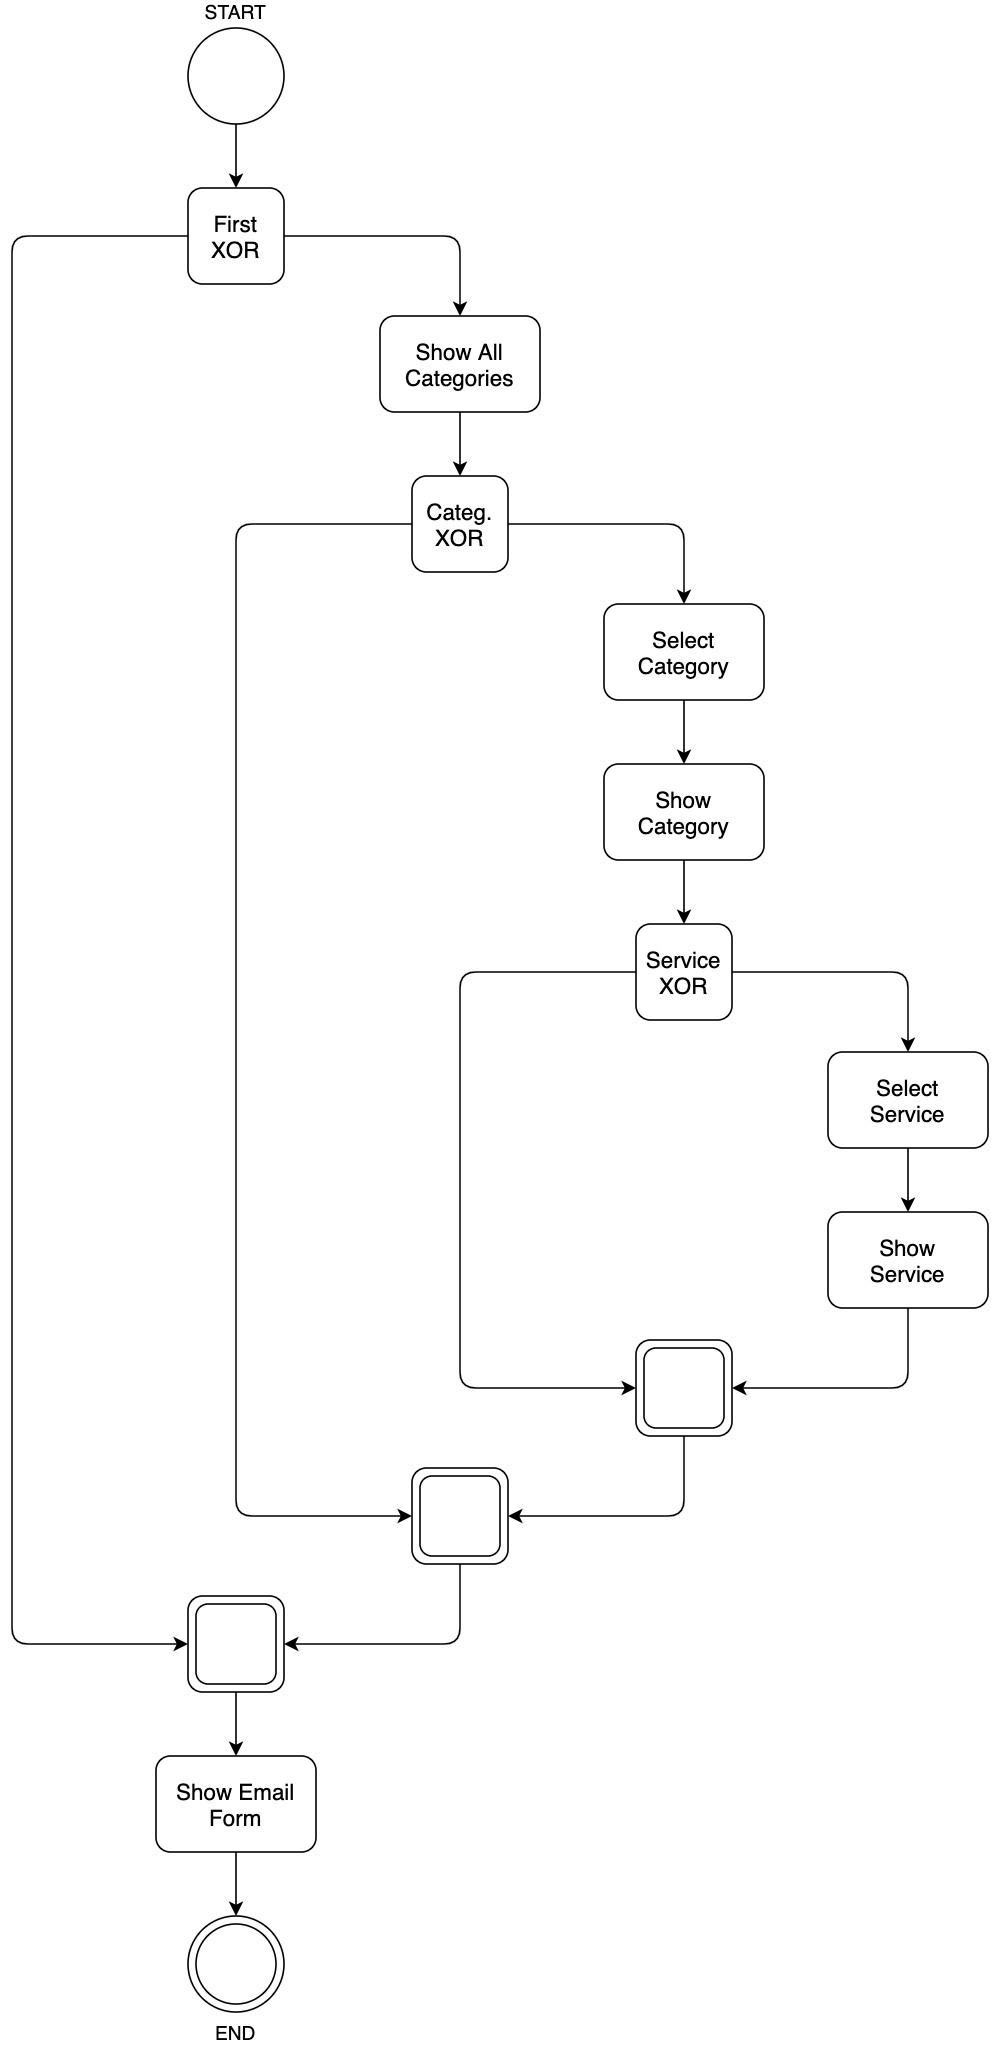 START
First
XOR
Show All
Categories
Categ.
XOR
Select
Category
Show
Category
Service
XOR
Select
Service
Show
Service
Show Email
Form
END